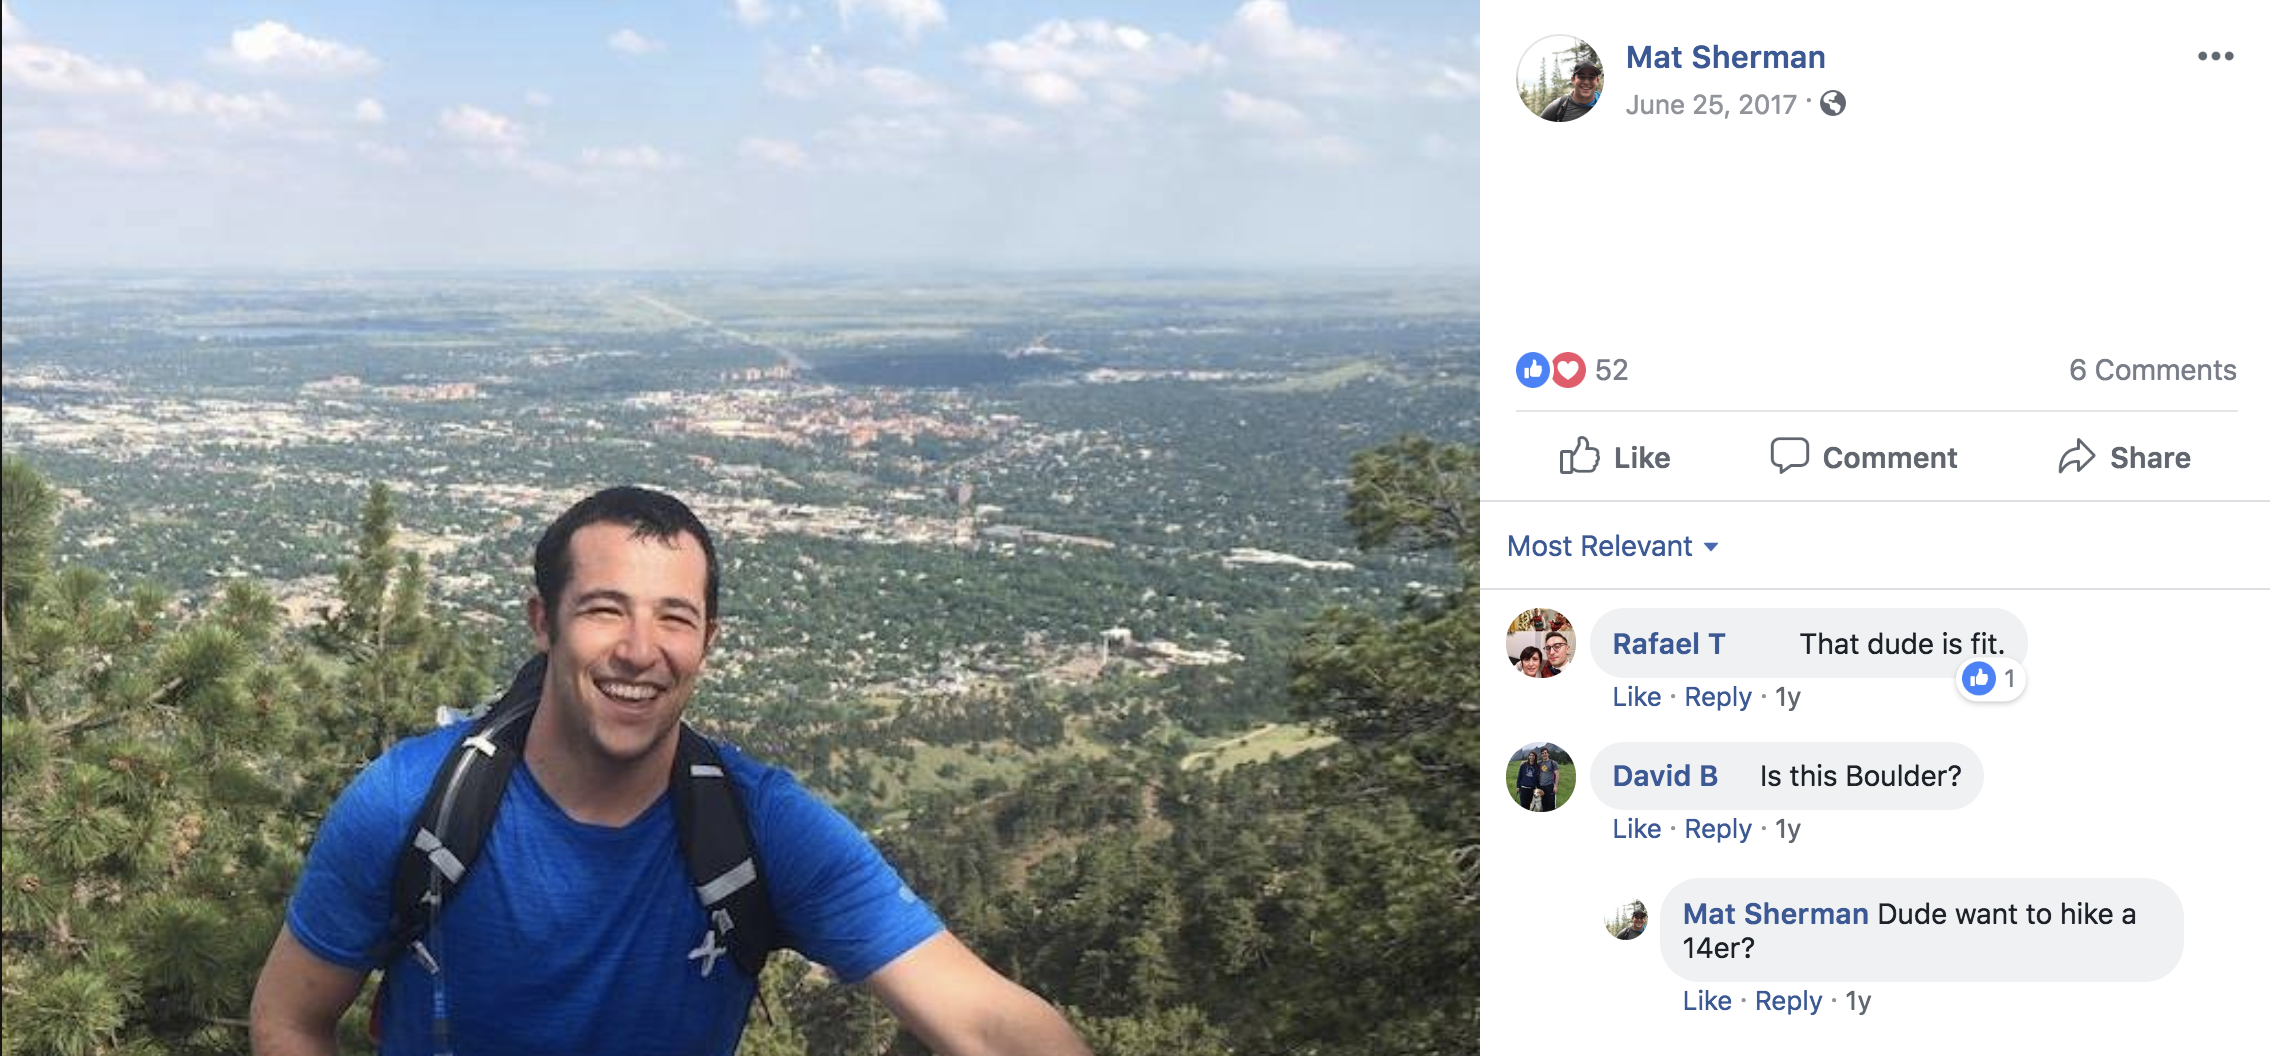 Mat Sherman
June 25, 2017 ·
52
6 Comments
Like
Comment
Share
Most Relevant
Rafael T That dude is fit.
1
Like · Reply · 1y
David B Is this Boulder?
Like · Reply · 1y
Mat Sherman Dude want to hike a
14er?
Like · Reply · 1y